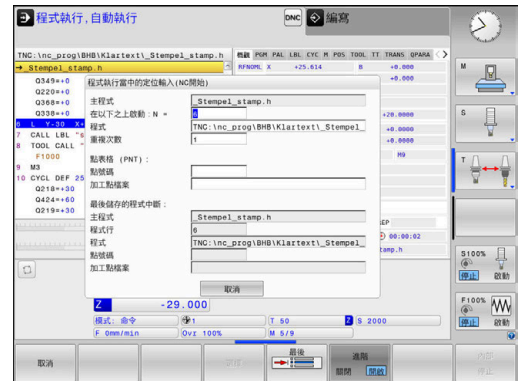 程式執行,自動執行
DNC
編寫
TNC:\nc_prog\BHB\Klartext\_Stempel_stamp.h
→_Stempel_stamp.h
Q349=+0
Q220=+0
Q368=+0
Q338=+0
6 L Y-30 X+
7 CALL LBL "s
8 TOOL CALL "
F1000
9 M3
10 CYCL DEF 25
Q218=+30
Q424=+60
Q219=+30
概觀 PGM PAL LBL CYC M POS TOOL TT TRANS QPARA
RFNOML X +25.614 B +0.000
+0.000
+20.0000
+0.0000
+0.0000
M9
EP
00:00:02
tamp.h
程式執行當中的定位輸入(NC開始)
主程式 _Stempel_stamp.h
在以下之上啟動:N = 6
程式 TNC:\nc_prog\BHB\Klartext\_Stempel_
重複次數 1
點表格 (PNT):
點號碼
加工點檔案
最後儲存的程式中斷:
主程式 _Stempel_stamp.h
程式行 6
程式 TNC:\nc_prog\BHB\Klartext\_Stempel_
點號碼
加工點檔案
取消
Z -29.000
模式: 命令 1 T 50 Z S 2000
F 0mm/min Ovr 100% M 5/9
M
S
T
S100%
停止 啟動
F100%
停止 啟動
取消
最後
進階
關閉 開啟
內部
停止